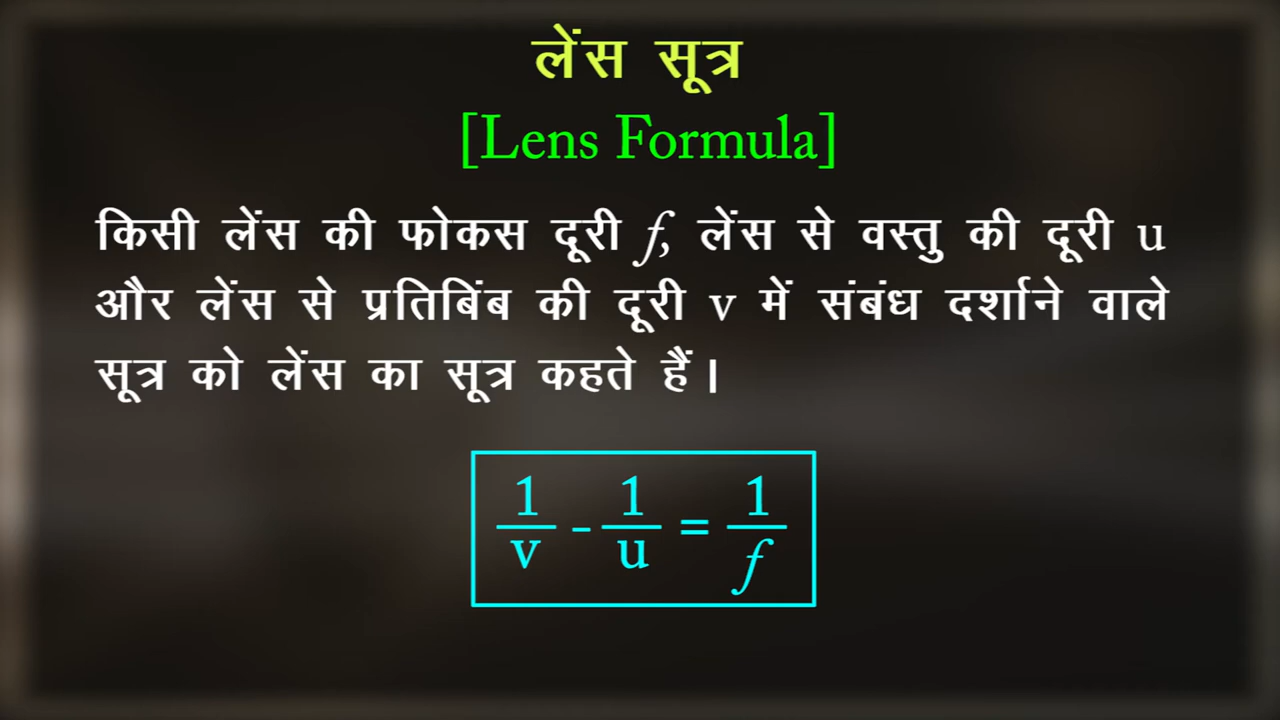 लेंस सूत्र
[Lens Formula]
किसी लेंस की फोकस दूरी f, लेंस से वस्तु की दूरी u
और लेंस से प्रतिबिंब की दूरी v में संबंध दर्शाने वाले
सूत्र को लेंस का सूत्र कहते हैं।
1/v - 1/u = 1/f